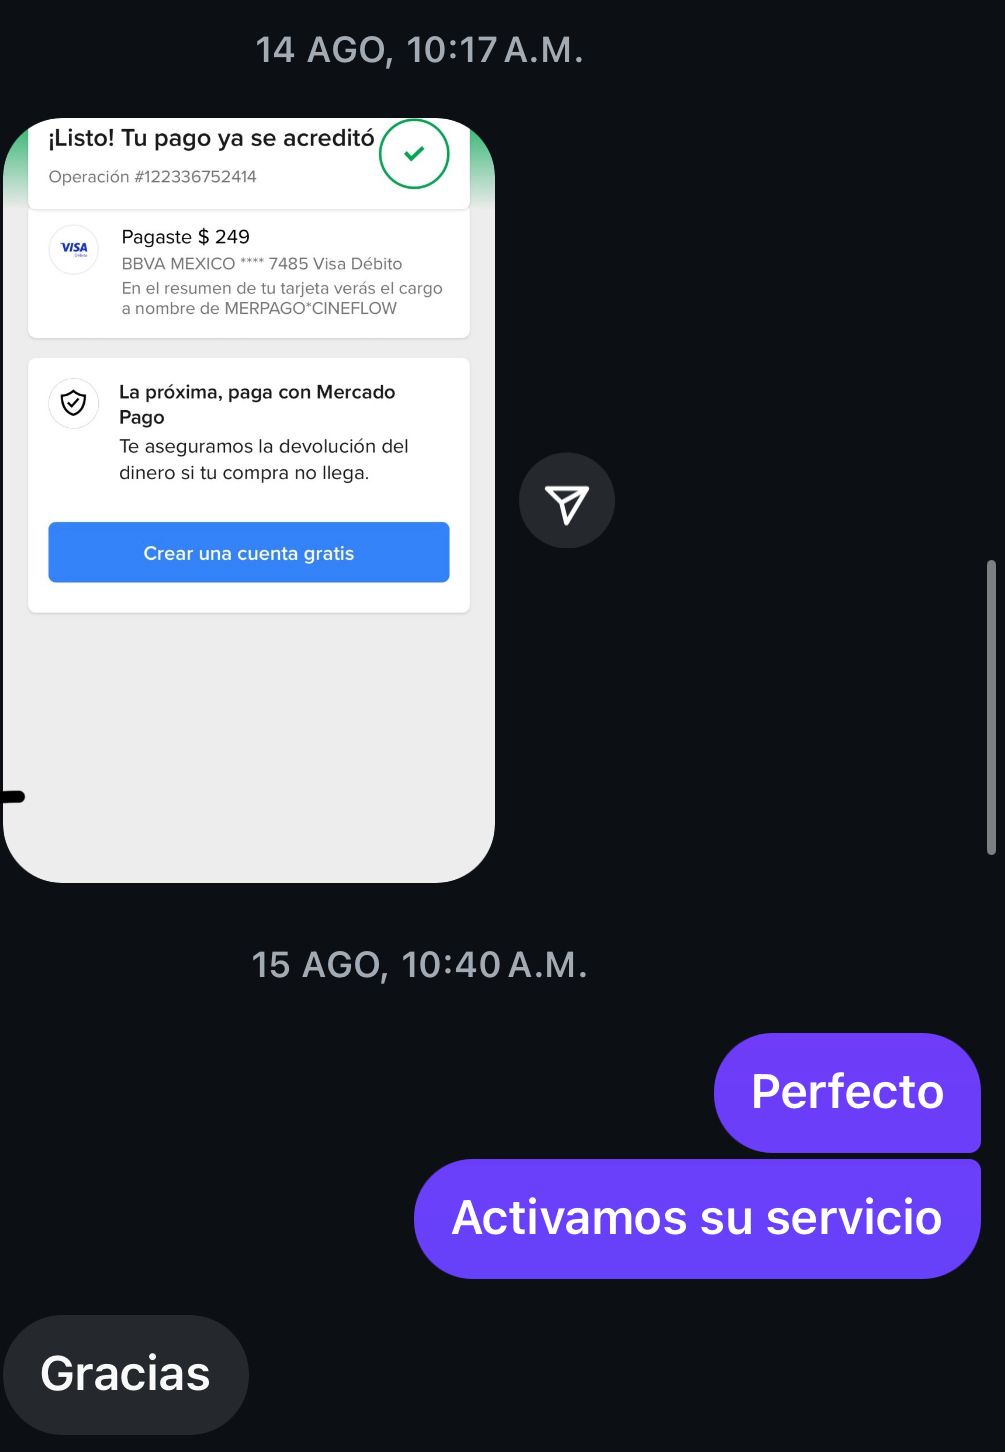 14 AGO, 10:17 A.M.
¡Listo! Tu pago ya se acreditó
Operación #122336752414
VISA
Débito
Pagaste $ 249
BBVA MEXICO **** 7485 Visa Débito
En el resumen de tu tarjeta verás el cargo
a nombre de MERPAGO*CINEFLOW
La próxima, paga con Mercado
Pago
Te aseguramos la devolución del
dinero si tu compra no llega.
Crear una cuenta gratis
15 AGO, 10:40 A.M.
Perfecto
Activamos su servicio
Gracias